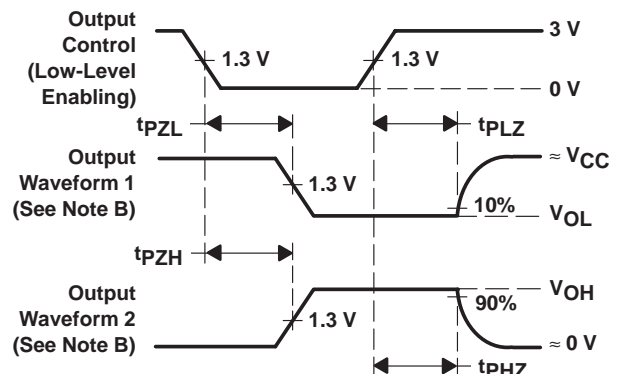 Output
Control
(Low-Level
Enabling)
1.3 V
1.3 V
3 V
0 V
tPZL
tPLZ
Output
Waveform 1
(See Note B)
1.3 V
≈ VCC
10%
VOL
tPZH
Output
Waveform 2
(See Note B)
1.3 V
VOH
90%
≈ 0 V
tPHZ